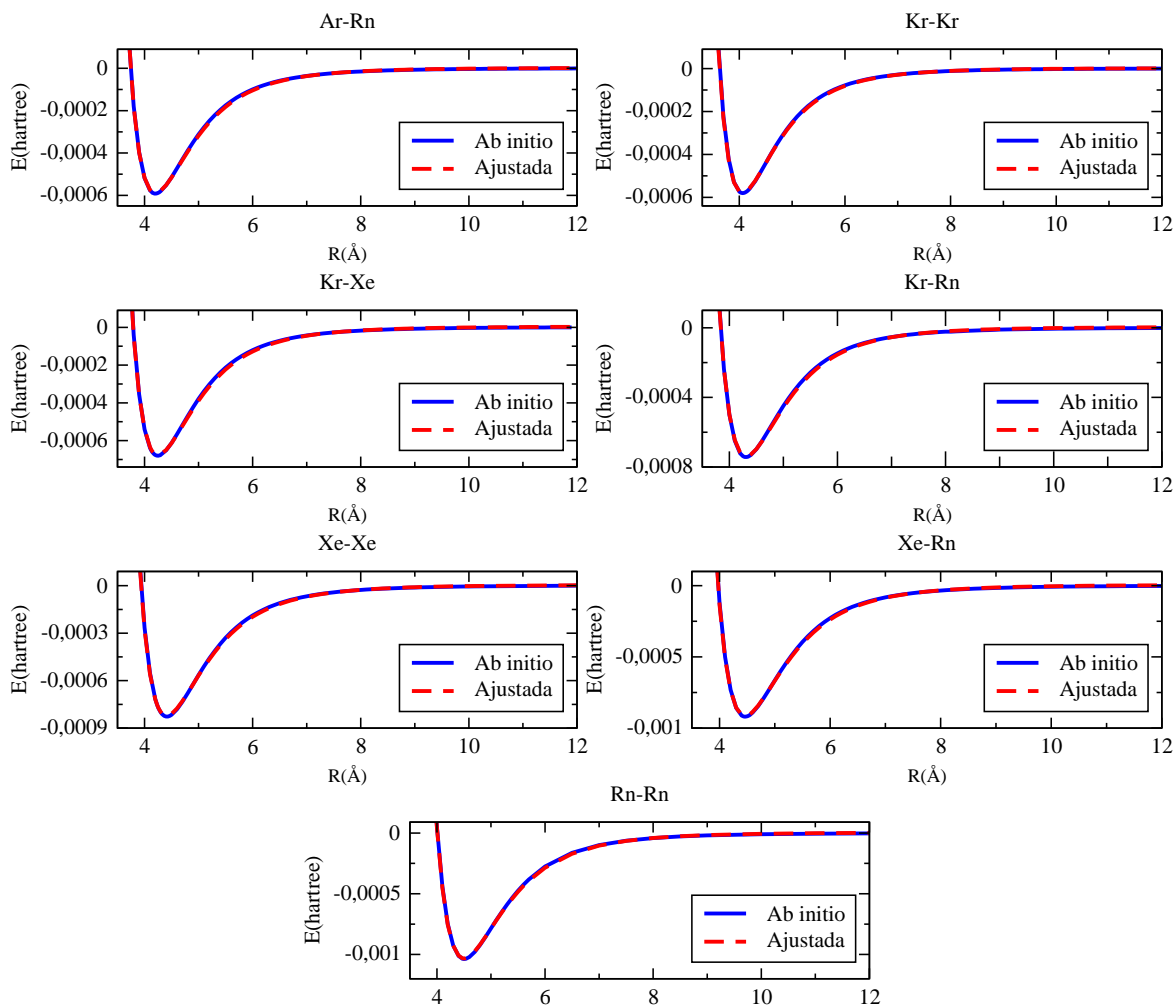 Ar-Rn
E(hartree)
0
-0,0002
-0,0004
-0,0006
Ab initio
Ajustada
4 6 8 10 12
R(Å)
Kr-Kr
E(hartree)
0
-0,0002
-0,0004
-0,0006
Ab initio
Ajustada
4 6 8 10 12
R(Å)
Kr-Xe
E(hartree)
0
-0,0002
-0,0004
-0,0006
Ab initio
Ajustada
4 6 8 10 12
R(Å)
Kr-Rn
E(hartree)
0
-0,0004
-0,0008
Ab initio
Ajustada
4 6 8 10 12
R(Å)
Xe-Xe
E(hartree)
0
-0,0003
-0,0006
-0,0009
Ab initio
Ajustada
4 6 8 10 12
R(Å)
Xe-Rn
E(hartree)
0
-0,0005
-0,001
Ab initio
Ajustada
4 6 8 10 12
R(Å)
Rn-Rn
E(hartree)
0
-0,0005
-0,001
Ab initio
Ajustada
4 6 8 10 12